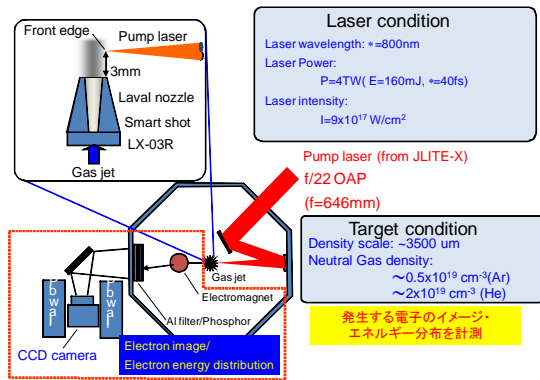 Front edge
Pump laser
3mm
Laval nozzle
Smart shot
LX-03R
Gas jet
Laser condition
Laser wavelength: *=800nm
Laser Power:
P=4TW( E=160mJ, *=40fs)
Laser intensity:
I=9x10¹⁷ W/cm²
Pump laser (from JLITE-X)
f/22 OAP
(f=646mm)
Target condition
Density scale: ~3500 um
Neutral Gas density:
～0.5x10¹⁹ cm⁻³(Ar)
～2x10¹⁹ cm⁻³ (He)
発生する電子のイメージ・
エネルギー分布を計測
Gas jet
Electromagnet
Al filter/Phosphor
CCD camera
Electron image/
Electron energy distribution